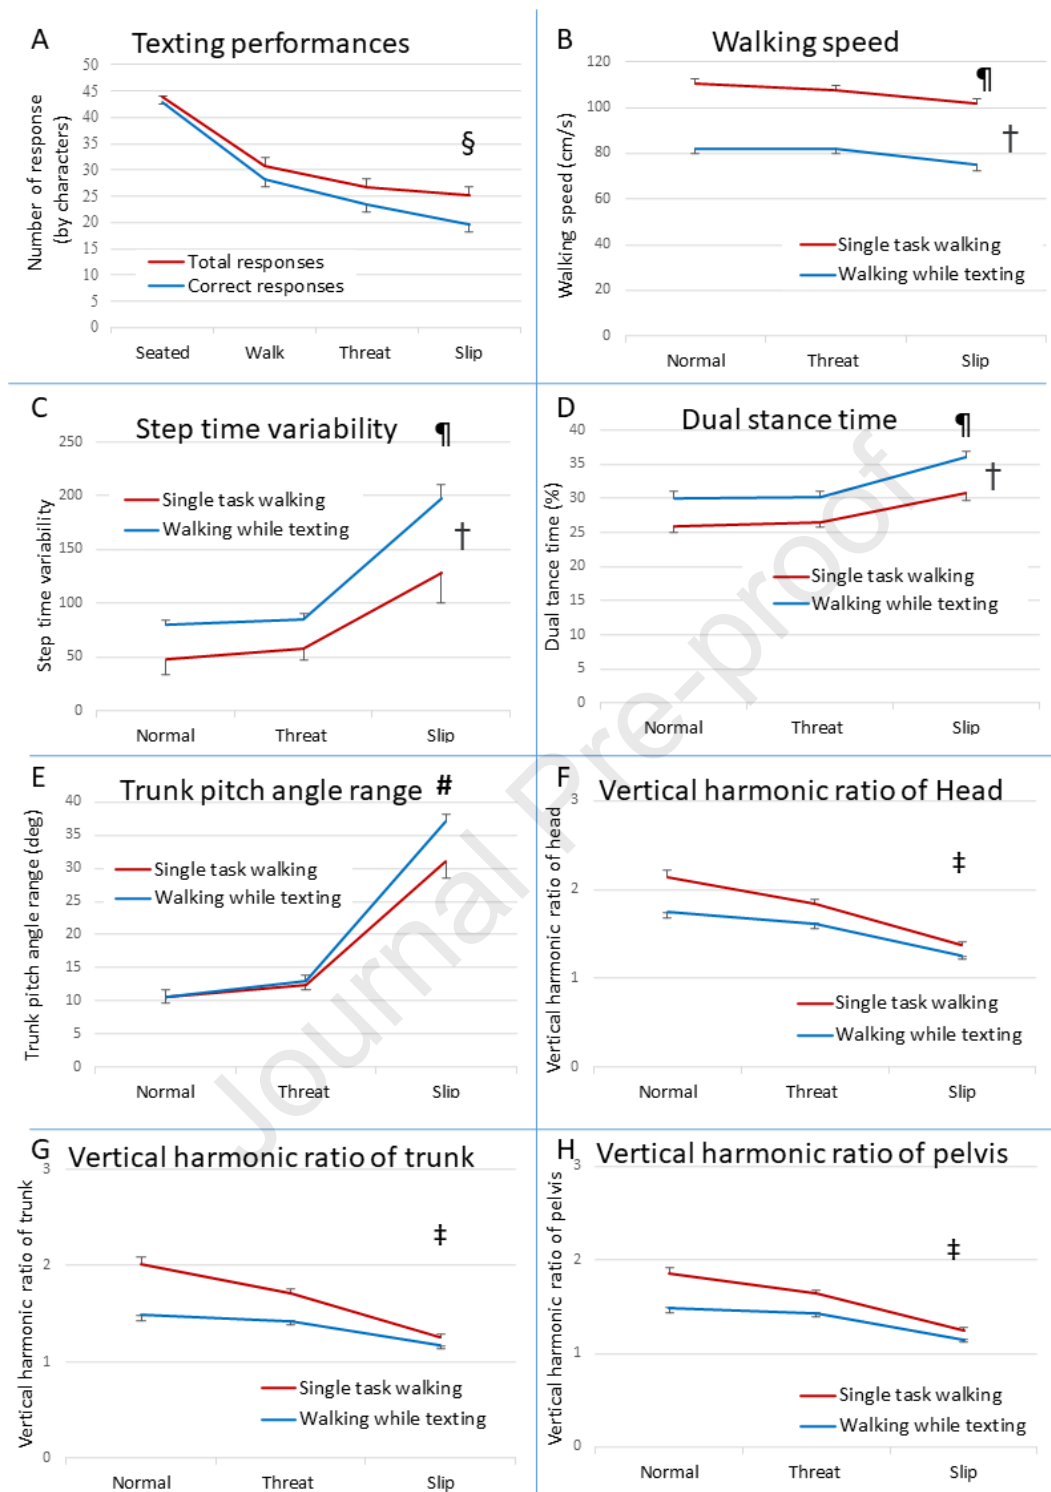 A
Texting performances
50
45
40
35
30
25
20
15
10
5
0
Number of response
(by characters)
§
Total responses
Correct responses
Seated Walk Threat Slip
B
Walking speed
120
100
80
60
40
20
0
Walking speed (cm/s)
¶
†
Single task walking
Walking while texting
Normal Threat Slip
C
Step time variability
¶
250
200
150
100
50
0
Step time variability
Single task walking
Walking while texting
†
Normal Threat Slip
D
Dual stance time
¶
40
35
30
25
20
15
10
5
0
Dual tance time (%)
†
Single task walking
Walking while texting
Normal Threat Slip
E
Trunk pitch angle range #
40
35
30
25
20
15
10
5
0
Trunk pitch angle range (deg)
Single task walking
Walking while texting
Normal Threat Slip
F
Vertical harmonic ratio of Head
3
2
1
0
Vertical harmonic ratio of head
‡
Single task walking
Walking while texting
Normal Threat Slip
G
Vertical harmonic ratio of trunk
3
2
1
0
Vertical harmonic ratio of trunk
‡
Single task walking
Walking while texting
Normal Threat Slip
H
Vertical harmonic ratio of pelvis
3
2
1
0
Vertical harmonic ratio of pelvis
‡
Single task walking
Walking while texting
Normal Threat Slip
Journal Pre-proof